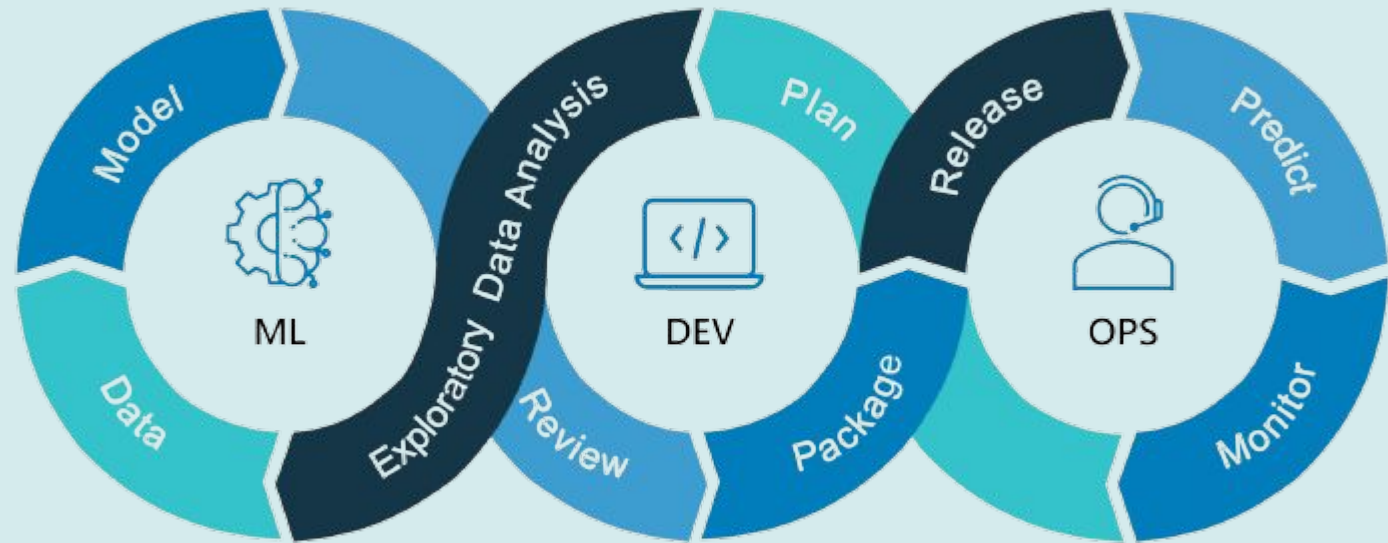 Model
Data
ML
Exploratory Data Analysis
Review
Plan
DEV
Package
Release
Predict
OPS
Monitor